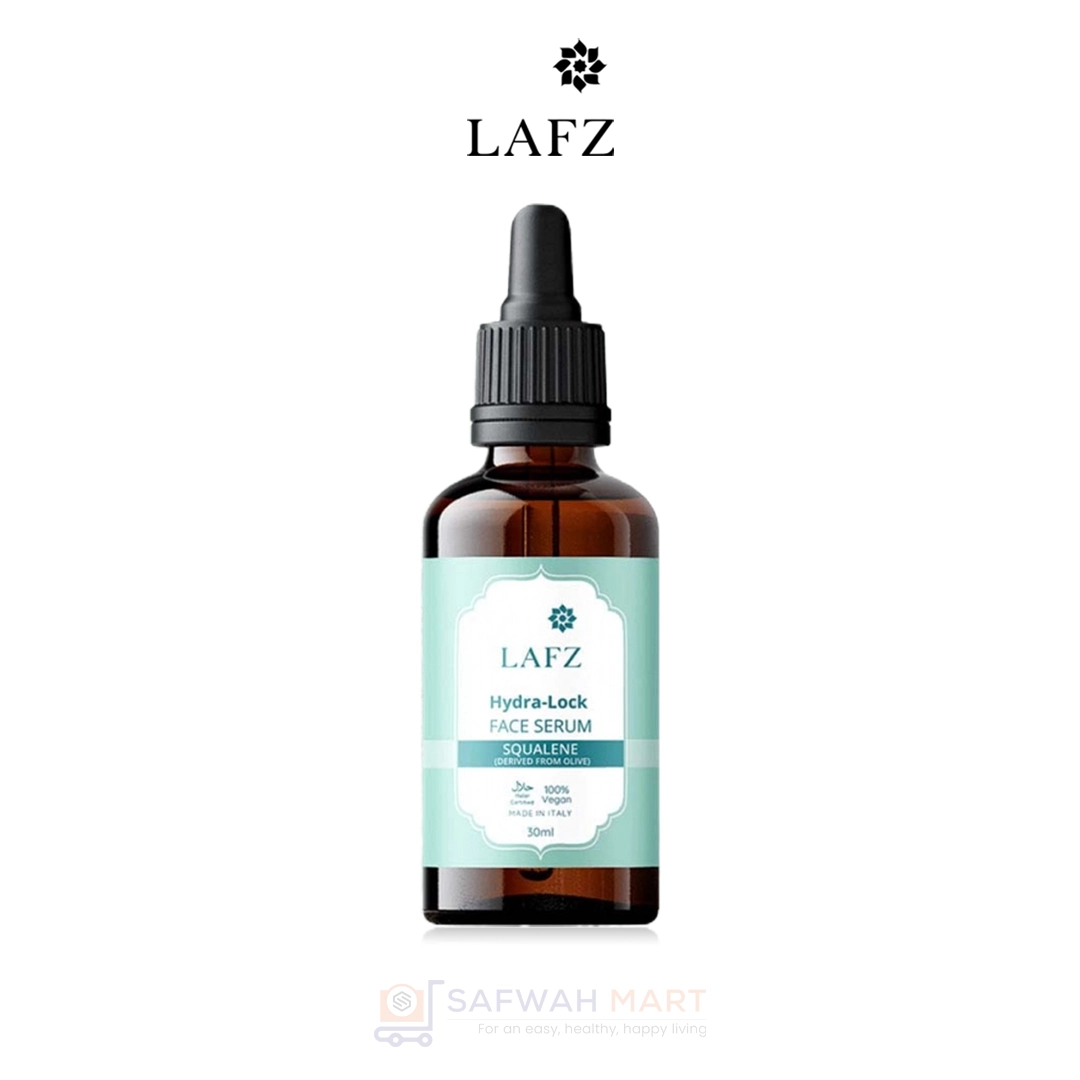 LAFZ
LAFZ
Hydra-Lock
FACE SERUM
SQUALENE
(DERIVED FROM OLIVE)
حلال
Halal
Certified
100%
Vegan
MADE IN ITALY
30ml
SAFWAH MART
For an easy, healthy, happy living